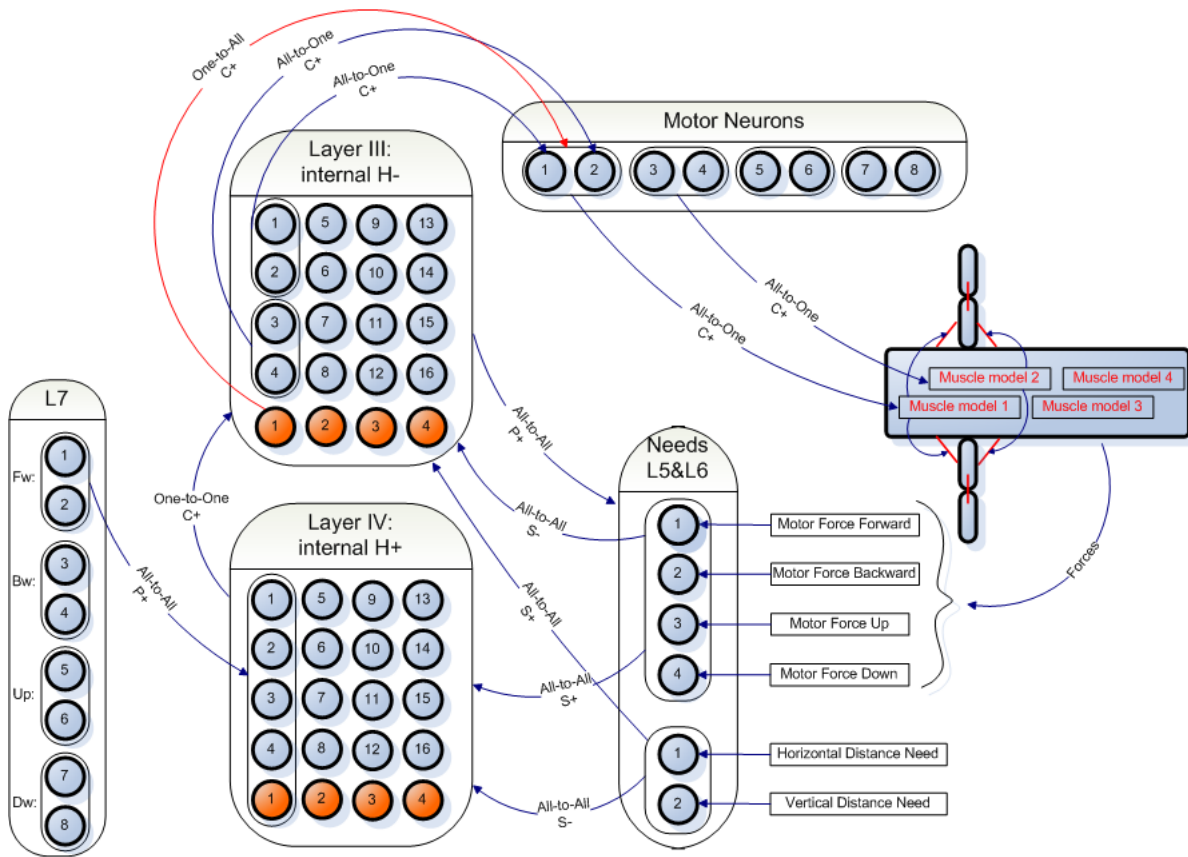 One-to-All
C+
All-to-One
C+
All-to-One
C+
Motor Neurons
1 2 3 4 5 6 7 8
Layer III:
internal H-
1 5 9 13
2 6 10 14
3 7 11 15
4 8 12 16
1 2 3 4
All-to-One
C+
All-to-One
C+
Muscle model 2
Muscle model 4
Muscle model 1
Muscle model 3
L7
Fw:
1
2
Bw:
3
4
Up:
5
6
Dw:
7
8
All-to-All
P+
One-to-One
C+
All-to-All
P+
Layer IV:
internal H+
1 5 9 13
2 6 10 14
3 7 11 15
4 8 12 16
1 2 3 4
All-to-All
S-
All-to-All
S+
All-to-All
S+
All-to-All
S-
Needs
L5&L6
1
2
3
4
1
2
Motor Force Forward
Motor Force Backward
Motor Force Up
Motor Force Down
Horizontal Distance Need
Vertical Distance Need
Forces